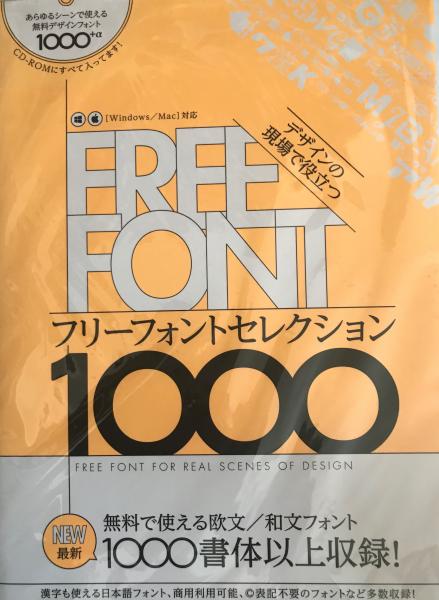 あらゆるシーンで使える
無料デザインフォント
1000+α
CD-ROMにすべて入ってます!
[Windows/Mac]対応
デザインの
現場で役立つ
FREE
FONT
フリーフォントセレクション
1000
FREE FONT FOR REAL SCENES OF DESIGN
NEW
最新
無料で使える欧文/和文フォント
1000書体以上収録!
漢字も使える日本語フォント、商用利用可能、©表記不要のフォントなど多数収録!